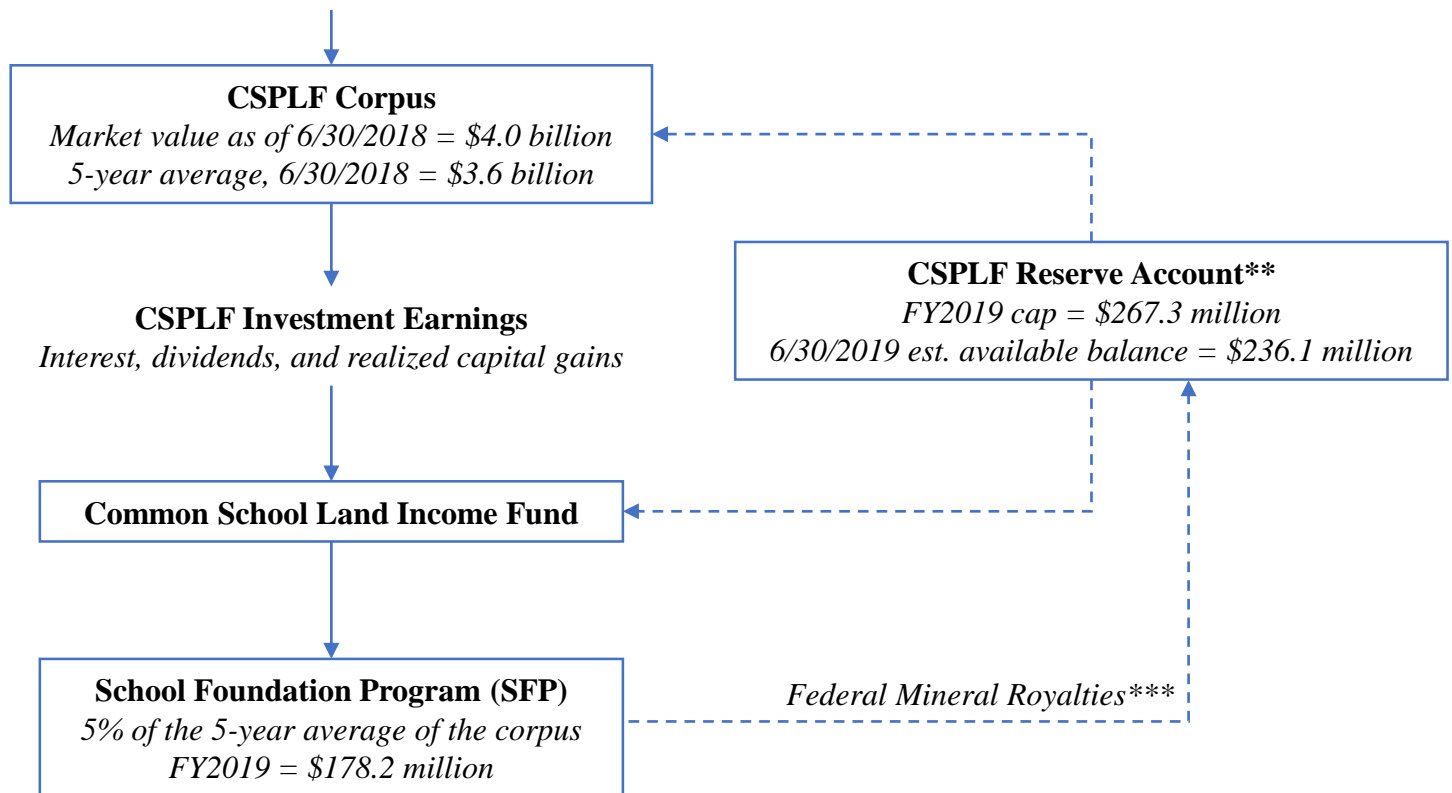 CSPLF Corpus
Market value as of 6/30/2018 = $4.0 billion
5-year average, 6/30/2018 = $3.6 billion
CSPLF Reserve Account**
FY2019 cap = $267.3 million
6/30/2019 est. available balance = $236.1 million
CSPLF Investment Earnings
Interest, dividends, and realized capital gains
Common School Land Income Fund
School Foundation Program (SFP)
5% of the 5-year average of the corpus
FY2019 = $178.2 million
Federal Mineral Royalties***